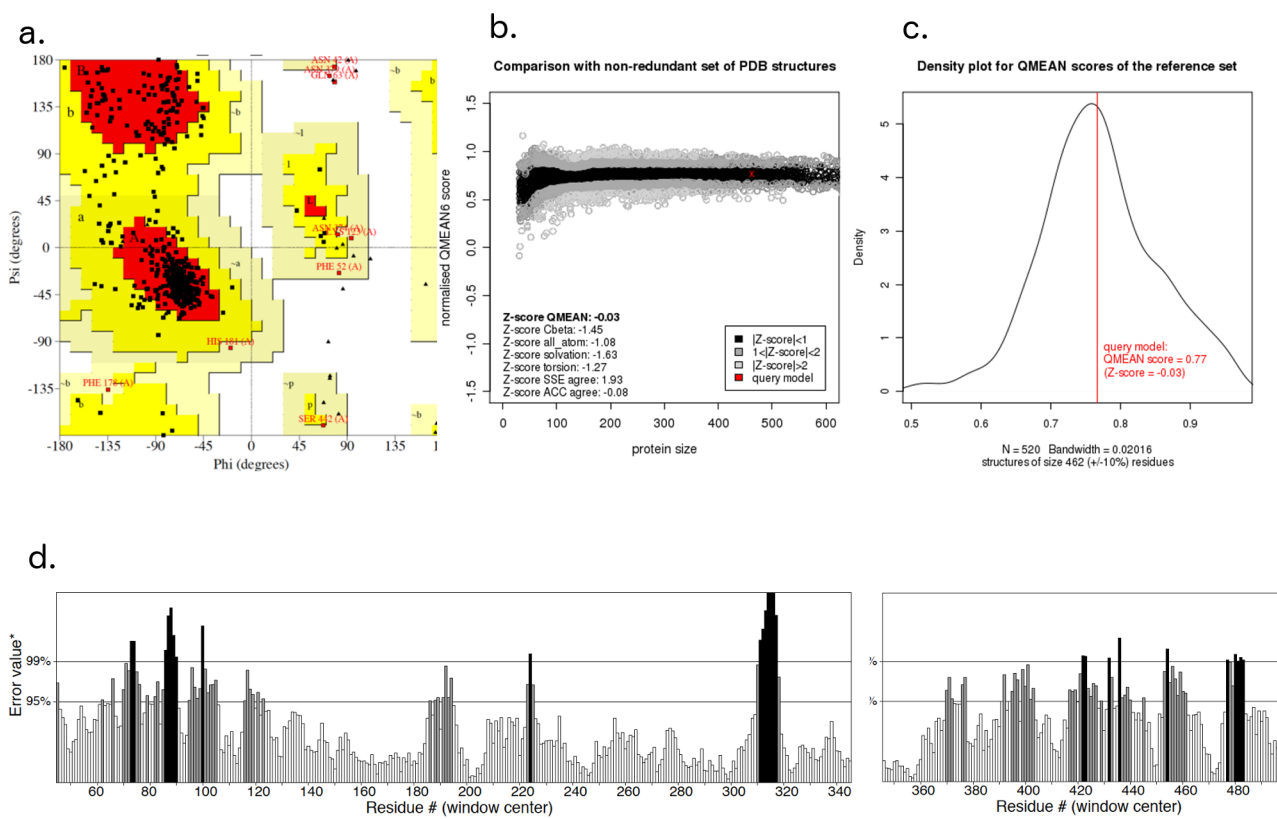 a.
180
135
90
45
0
-45
-90
-135
-180
Psi (degrees)
B
b
~b
b
~l
l
L
a
A
~a
~b
b
~p
p
~b
ASN 42 (A)
PHE 52 (A)
HIS 181 (A)
PHE 178 (A)
SER 442 (A)
-180 -135 -90 -45 0 45 90 135
Phi (degrees)
b.
Comparison with non-redundant set of PDB structures
normalised QMEAN6 score
1.5
1.0
0.5
0.0
-0.5
-1.0
-1.5
Z-score QMEAN: -0.03
Z-score Cbeta: -1.45
Z-score all_atom: -1.08
Z-score solvation: -1.63
Z-score torsion: -1.27
Z-score SSE agree: 1.93
Z-score ACC agree: -0.08
|Z-score|<1
1<|Z-score|<2
|Z-score|>2
query model
0 100 200 300 400 500 600
protein size
c.
Density plot for QMEAN scores of the reference set
Density
5
4
3
2
1
0
query model:
QMEAN score = 0.77
(Z-score = -0.03)
0.5 0.6 0.7 0.8 0.9
N = 520 Bandwidth = 0.02016
structures of size 462 (+/-10%) residues
d.
Error value*
99%
95%
60 80 100 120 140 160 180 200 220 240 260 280 300 320 340
Residue # (window center)
%
%
360 380 400 420 440 460 480
Residue # (window center)